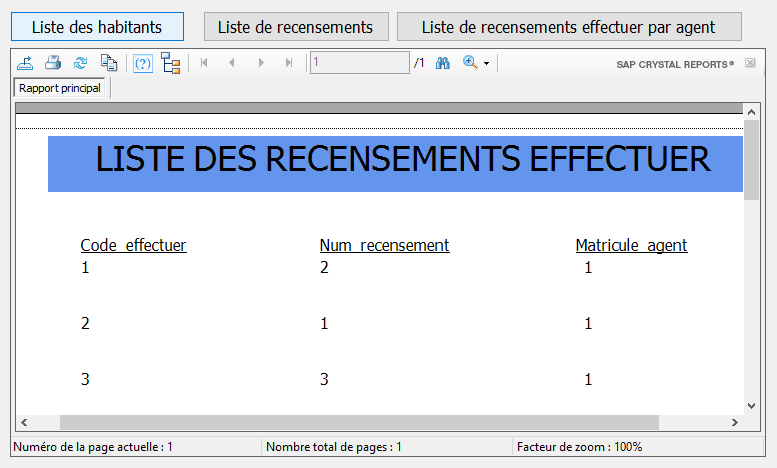 Liste des habitants Liste de recensements Liste de recensements effectuer par agent
1 /1 SAP CRYSTAL REPORTS®
Rapport principal
LISTE DES RECENSEMENTS EFFECTUER
Code_effectuer Num_recensement Matricule_agent
1 2 1
2 1 1
3 3 1
Numéro de la page actuelle : 1 Nombre total de pages : 1 Facteur de zoom : 100%